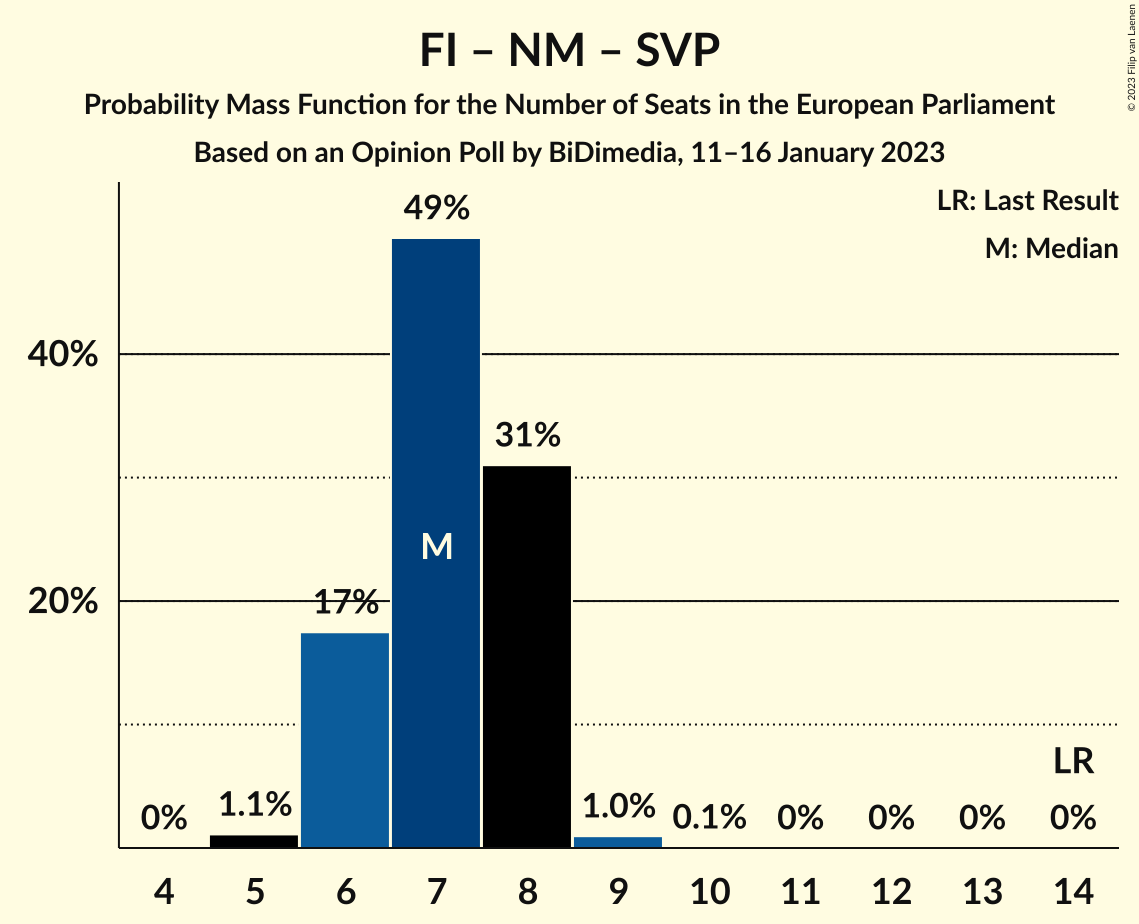 FI – NM – SVP
Probability Mass Function for the Number of Seats in the European Parliament
Based on an Opinion Poll by BiDimedia, 11–16 January 2023
© 2023 Filip van Laenen
LR: Last Result
M: Median
49%
40%
31%
M
20%
17%
LR
0%
1.1%
1.0%
0.1%
0%
0%
0%
0%
4 5 6 7 8 9 10 11 12 13 14